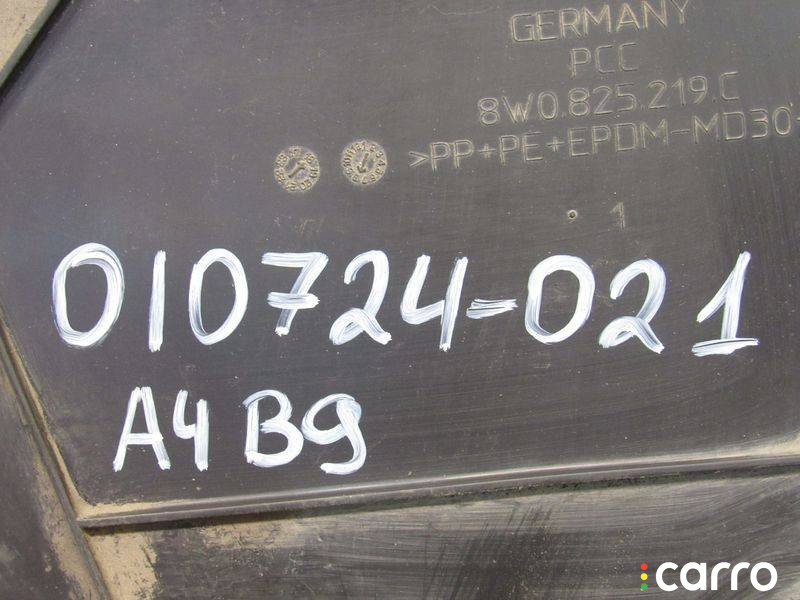 GERMANY
PCC
8W0.825.219.C
>PP+PE+EPDM-MD30
1
010724-021
A4 B9
carro